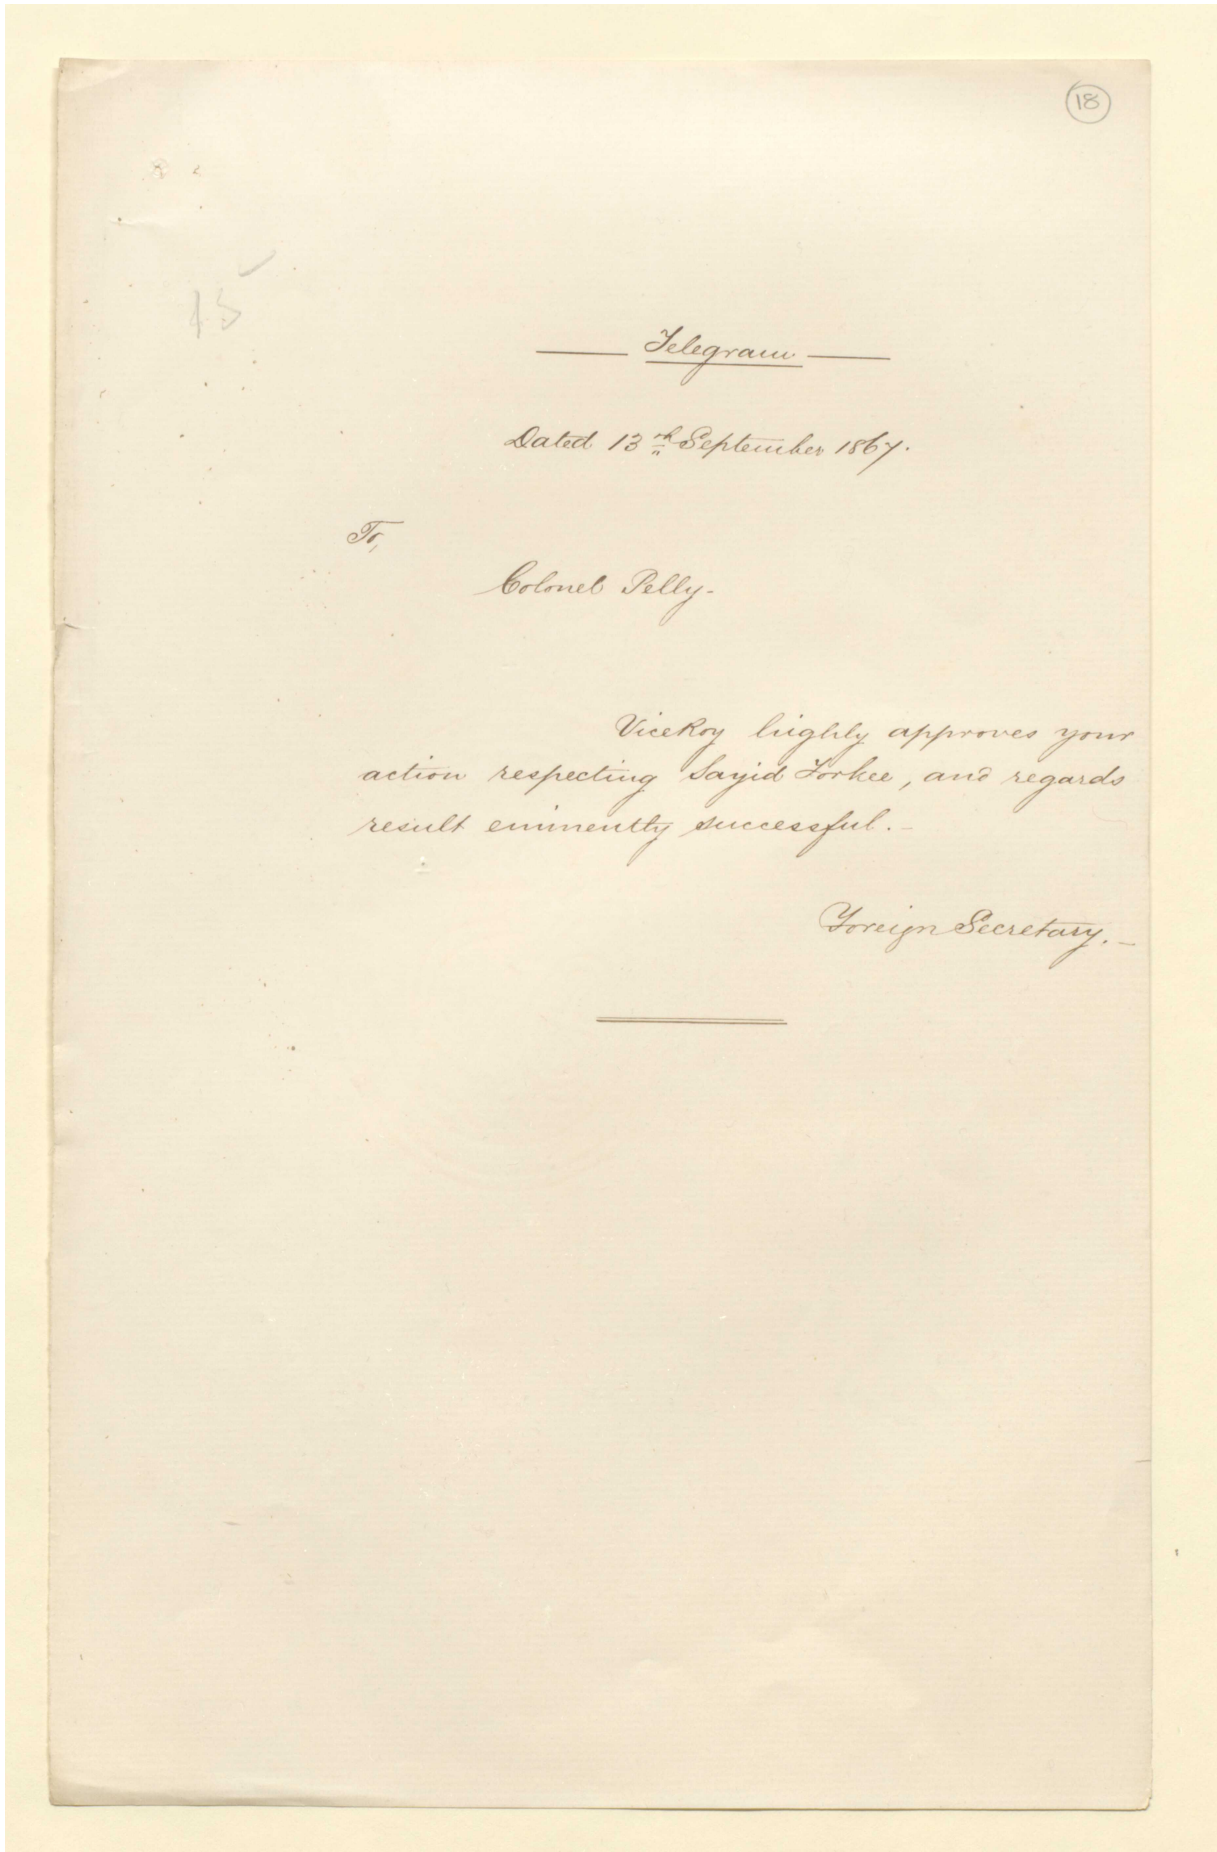 18
15
Telegram
Dated 13th September 1867.
To,
Colonel Pelly-
ViceRoy highly approves your
action respecting Sayid Torkee, and regards
result eminently successful.-
Foreign Secretary.-